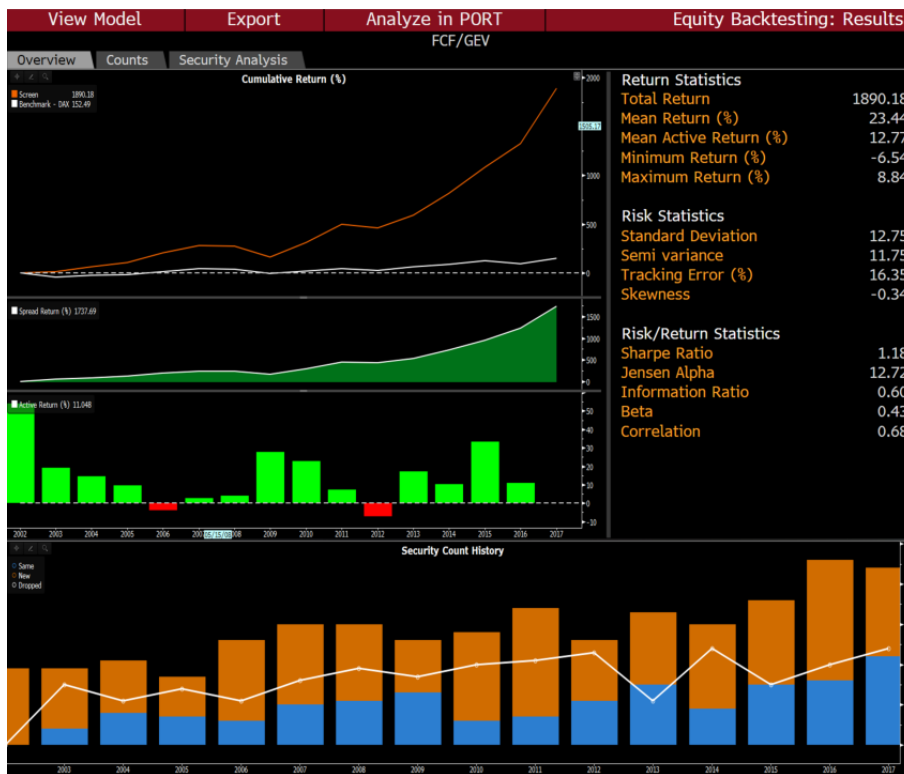 View Model Export Analyze in PORT Equity Backtesting: Results
FCF/GEV
Overview Counts Security Analysis
Cumulative Return (%)
Screen 1890.18
Benchmark - DAX 152.49
2000
1000
500
0
Spread Return (%) 1737.69
1500
1000
500
0
Active Return (%) 11.048
50
40
30
20
10
0
-10
2002 2003 2004 2005 2006 2007 05/15/08 2009 2010 2011 2012 2013 2014 2015 2016 2017
Return Statistics
Total Return 1890.18
Mean Return (%) 23.44
Mean Active Return (%) 12.77
Minimum Return (%) -6.54
Maximum Return (%) 8.84
Risk Statistics
Standard Deviation 12.75
Semi variance 11.75
Tracking Error (%) 16.35
Skewness -0.34
Risk/Return Statistics
Sharpe Ratio 1.18
Jensen Alpha 12.72
Information Ratio 0.60
Beta 0.43
Correlation 0.68
Security Count History
Same
New
Dropped
2003 2004 2005 2006 2007 2008 2009 2010 2011 2012 2013 2014 2015 2016 2017